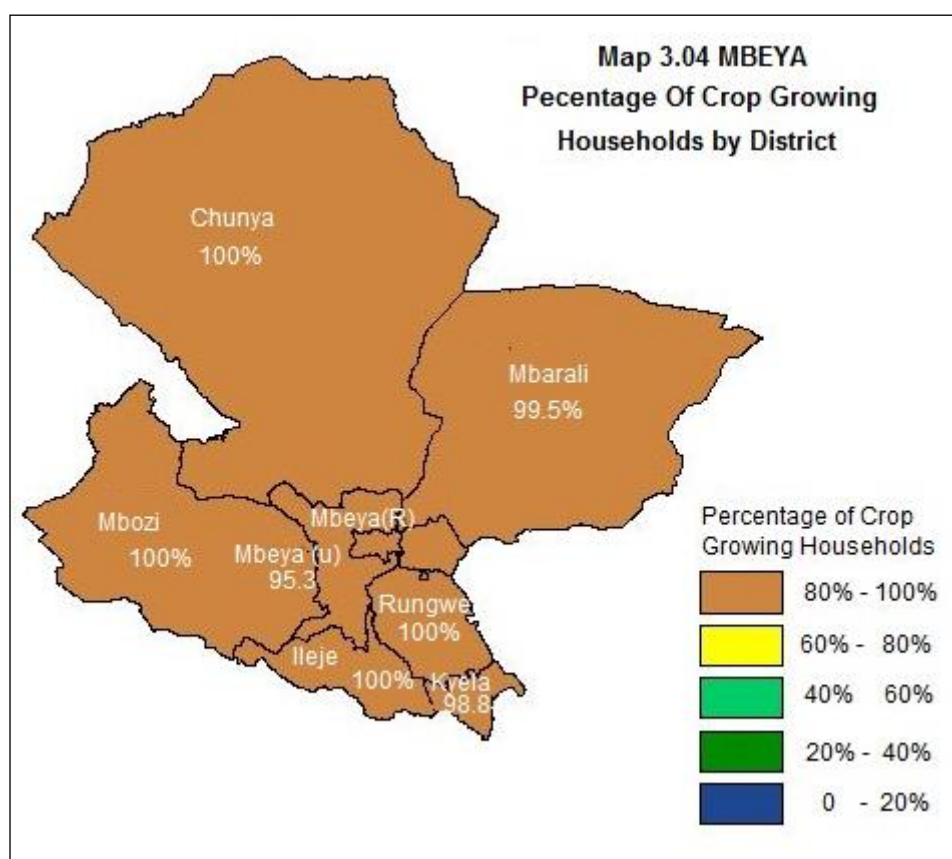 Map 3.04 MBEYA
Pecentage Of Crop Growing
Households by District
Chunya
100%
Mbarali
99.5%
Mbozi
100%
Mbeya(R)
Mbeya (u)
95.3
Rungwe
100%
Ileje
100%
Kyela
98.8
Percentage of Crop
Growing Households
80% - 100%
60% - 80%
40% 60%
20% - 40%
0 - 20%